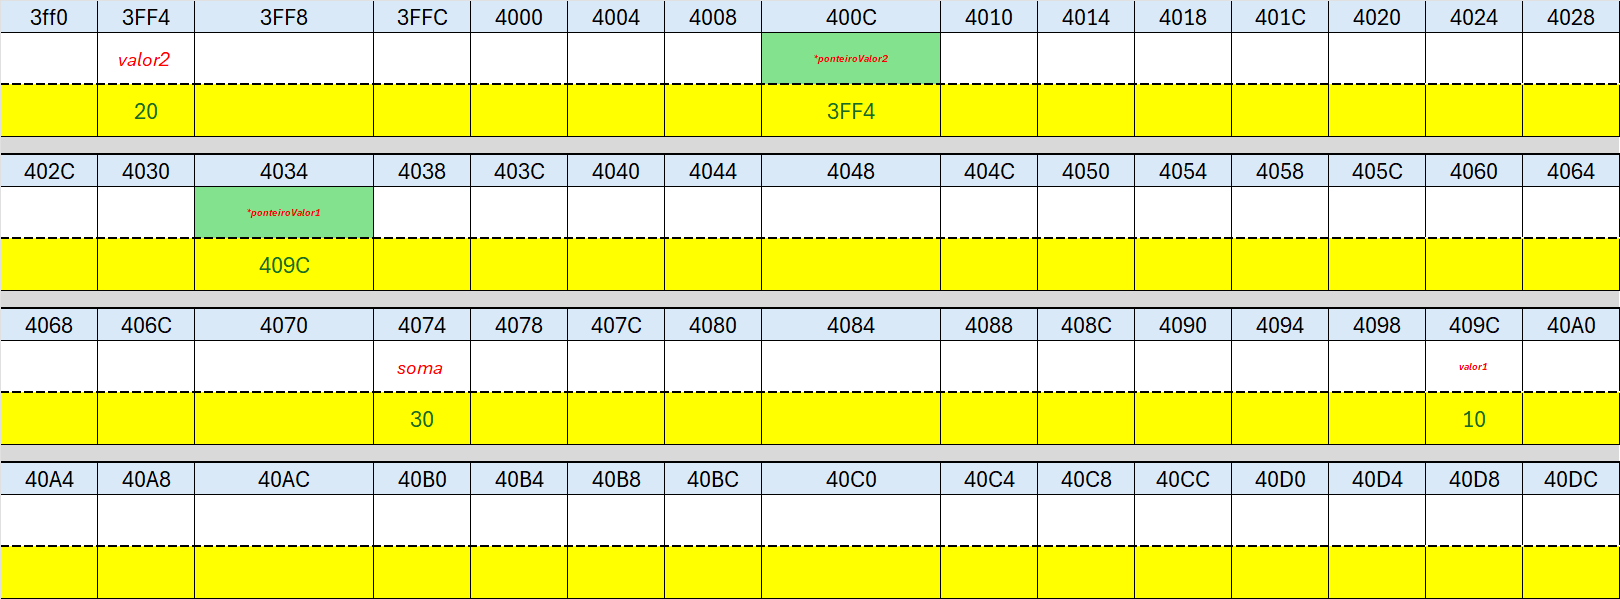 3ff0 3FF4 3FF8 3FFC 4000 4004 4008 400C 4010 4014 4018 401C 4020 4024 4028
valor2 *ponteiroValor2
20 3FF4
402C 4030 4034 4038 403C 4040 4044 4048 404C 4050 4054 4058 405C 4060 4064
*ponteiroValor1
409C
4068 406C 4070 4074 4078 407C 4080 4084 4088 408C 4090 4094 4098 409C 40A0
soma valor1
30 10
40A4 40A8 40AC 40B0 40B4 40B8 40BC 40C0 40C4 40C8 40CC 40D0 40D4 40D8 40DC